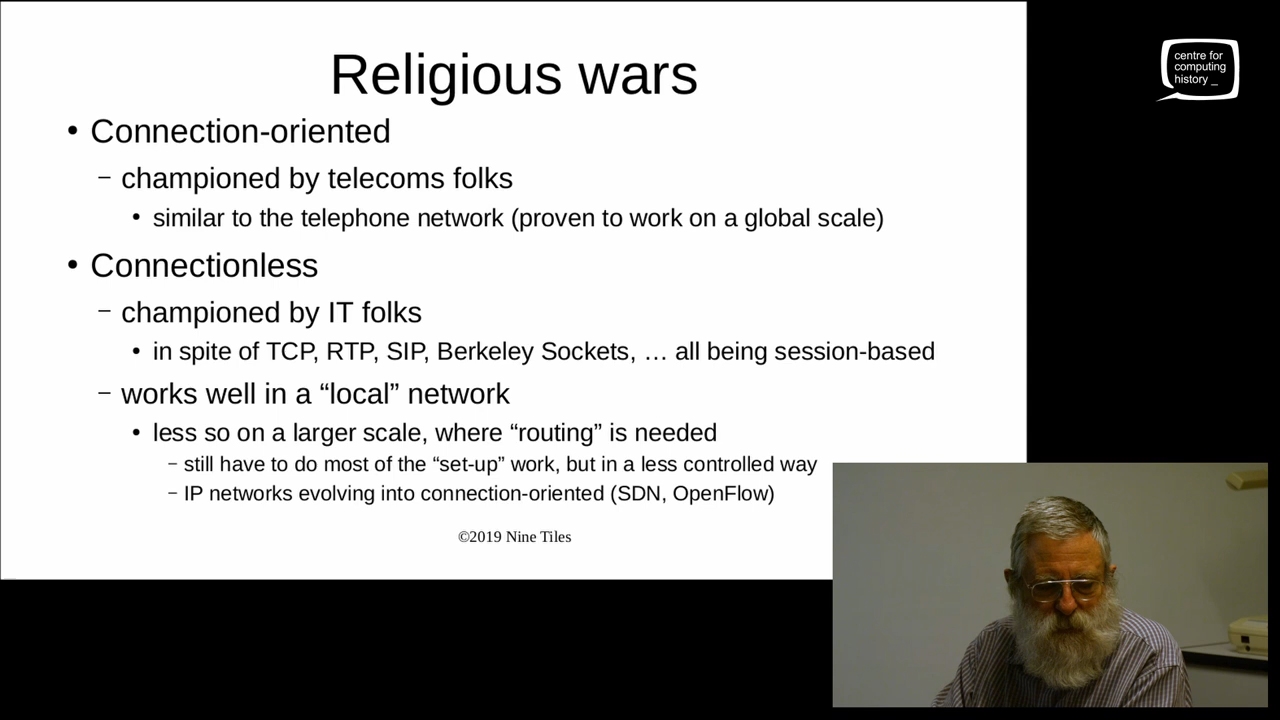 Religious wars
• Connection-oriented
– championed by telecoms folks
• similar to the telephone network (proven to work on a global scale)
• Connectionless
– championed by IT folks
• in spite of TCP, RTP, SIP, Berkeley Sockets, … all being session-based
– works well in a “local” network
• less so on a larger scale, where “routing” is needed
– still have to do most of the “set-up” work, but in a less controlled way
– IP networks evolving into connection-oriented (SDN, OpenFlow)
©2019 Nine Tiles
centre for
computing
history _